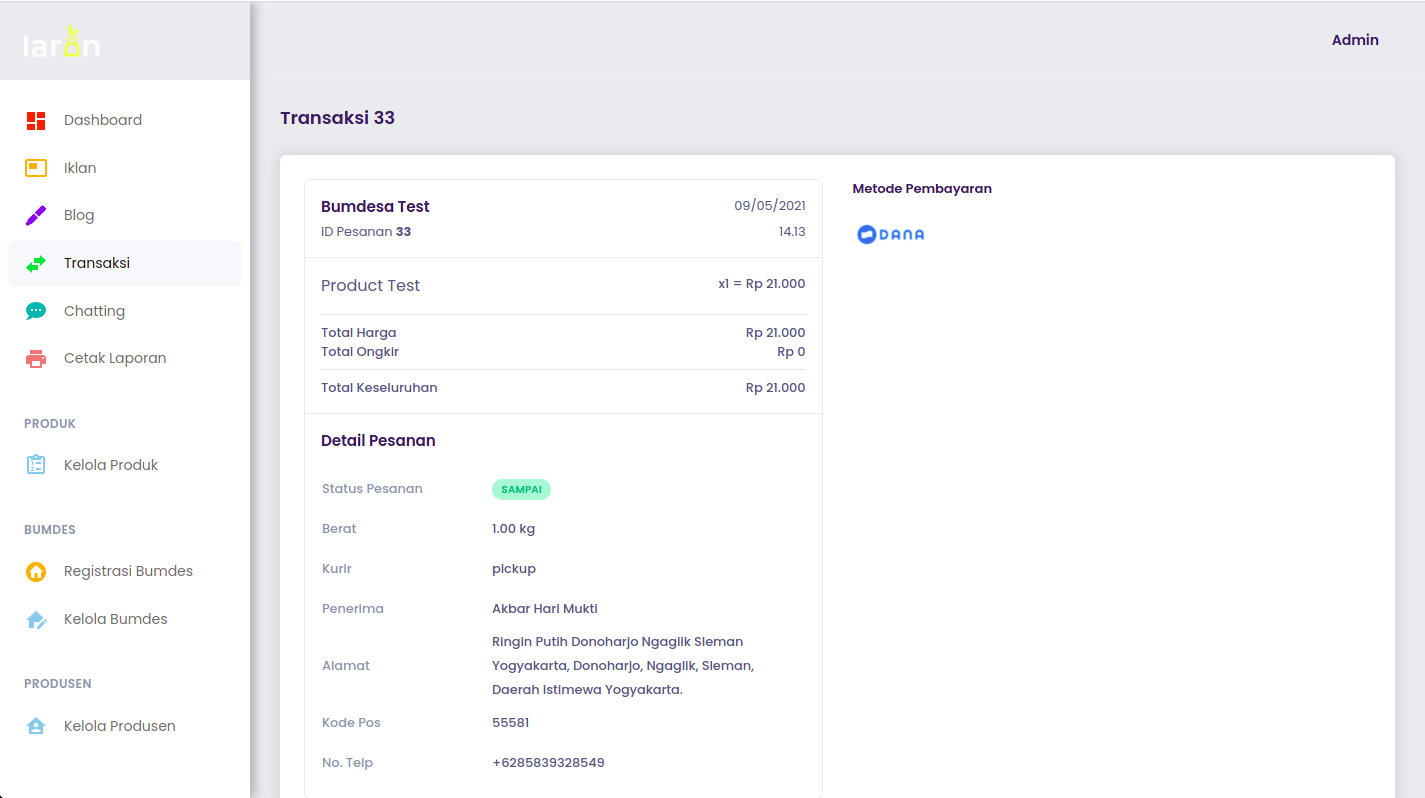 laron
Admin
Dashboard
Iklan
Blog
Transaksi
Chatting
Cetak Laporan
PRODUK
Kelola Produk
BUMDES
Registrasi Bumdes
Kelola Bumdes
PRODUSEN
Kelola Produsen
Transaksi 33
Bumdesa Test 09/05/2021
ID Pesanan 33 14.13
Product Test x1 = Rp 21.000
Total Harga Rp 21.000
Total Ongkir Rp 0
Total Keseluruhan Rp 21.000
Detail Pesanan
Status Pesanan SAMPAI
Berat 1.00 kg
Kurir pickup
Penerima Akbar Hari Mukti
Alamat Ringin Putih Donoharjo Ngaglik Sleman
Yogyakarta, Donoharjo, Ngaglik, Sleman,
Daerah Istimewa Yogyakarta.
Kode Pos 55581
No. Telp +6285839328549
Metode Pembayaran
DANA